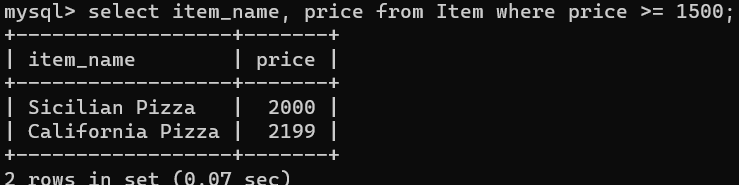 mysql> select item_name, price from Item where price >= 1500;
+------------------+-------+
| item_name        | price |
+------------------+-------+
| Sicilian Pizza   |  2000 |
| California Pizza |  2199 |
+------------------+-------+
2 rows in set (0.07 sec)